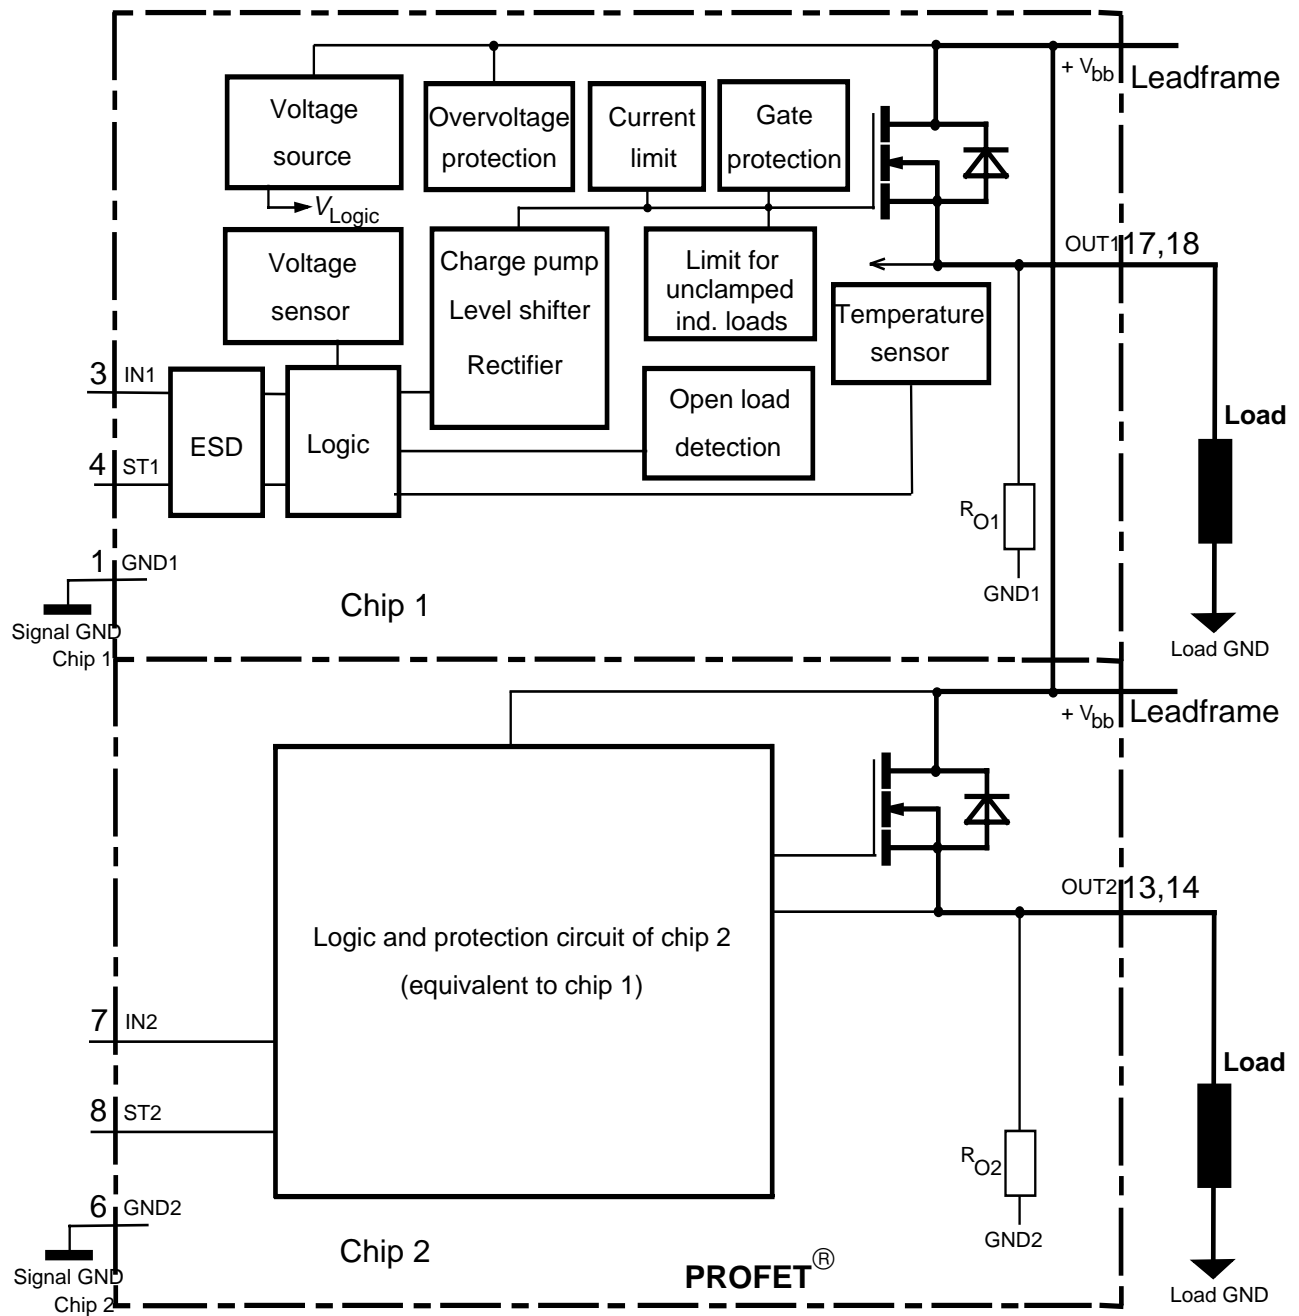 + Vbb
Leadframe
Voltage
source
Overvoltage
protection
Current
limit
Gate
protection
VLogic
OUT1
17,18
Voltage
sensor
Charge pump
Level shifter
Rectifier
Limit for
unclamped
ind. loads
Temperature
sensor
3
IN1
ESD
Logic
Open load
detection
Load
4
ST1
RO1
1
GND1
GND1
Signal GND
Chip 1
Chip 1
Load GND
+ Vbb
Leadframe
OUT2
13,14
Logic and protection circuit of chip 2
(equivalent to chip 1)
7
IN2
Load
8
ST2
RO2
6
GND2
GND2
Signal GND
Chip 2
Chip 2
PROFET®
Load GND